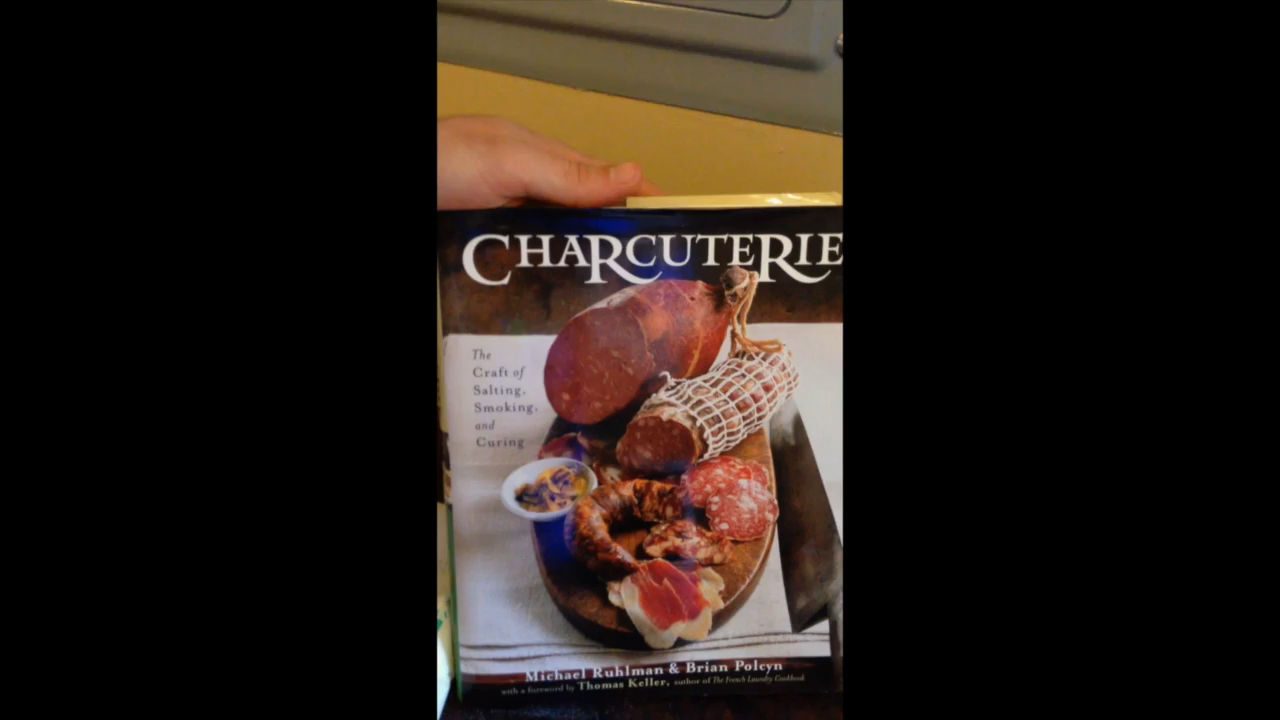 CHARCUTERIE
The
Craft of
Salting,
Smoking,
and
Curing
Michael Ruhlman & Brian Polcyn
with a foreword by Thomas Keller, author of The French Laundry Cookbook